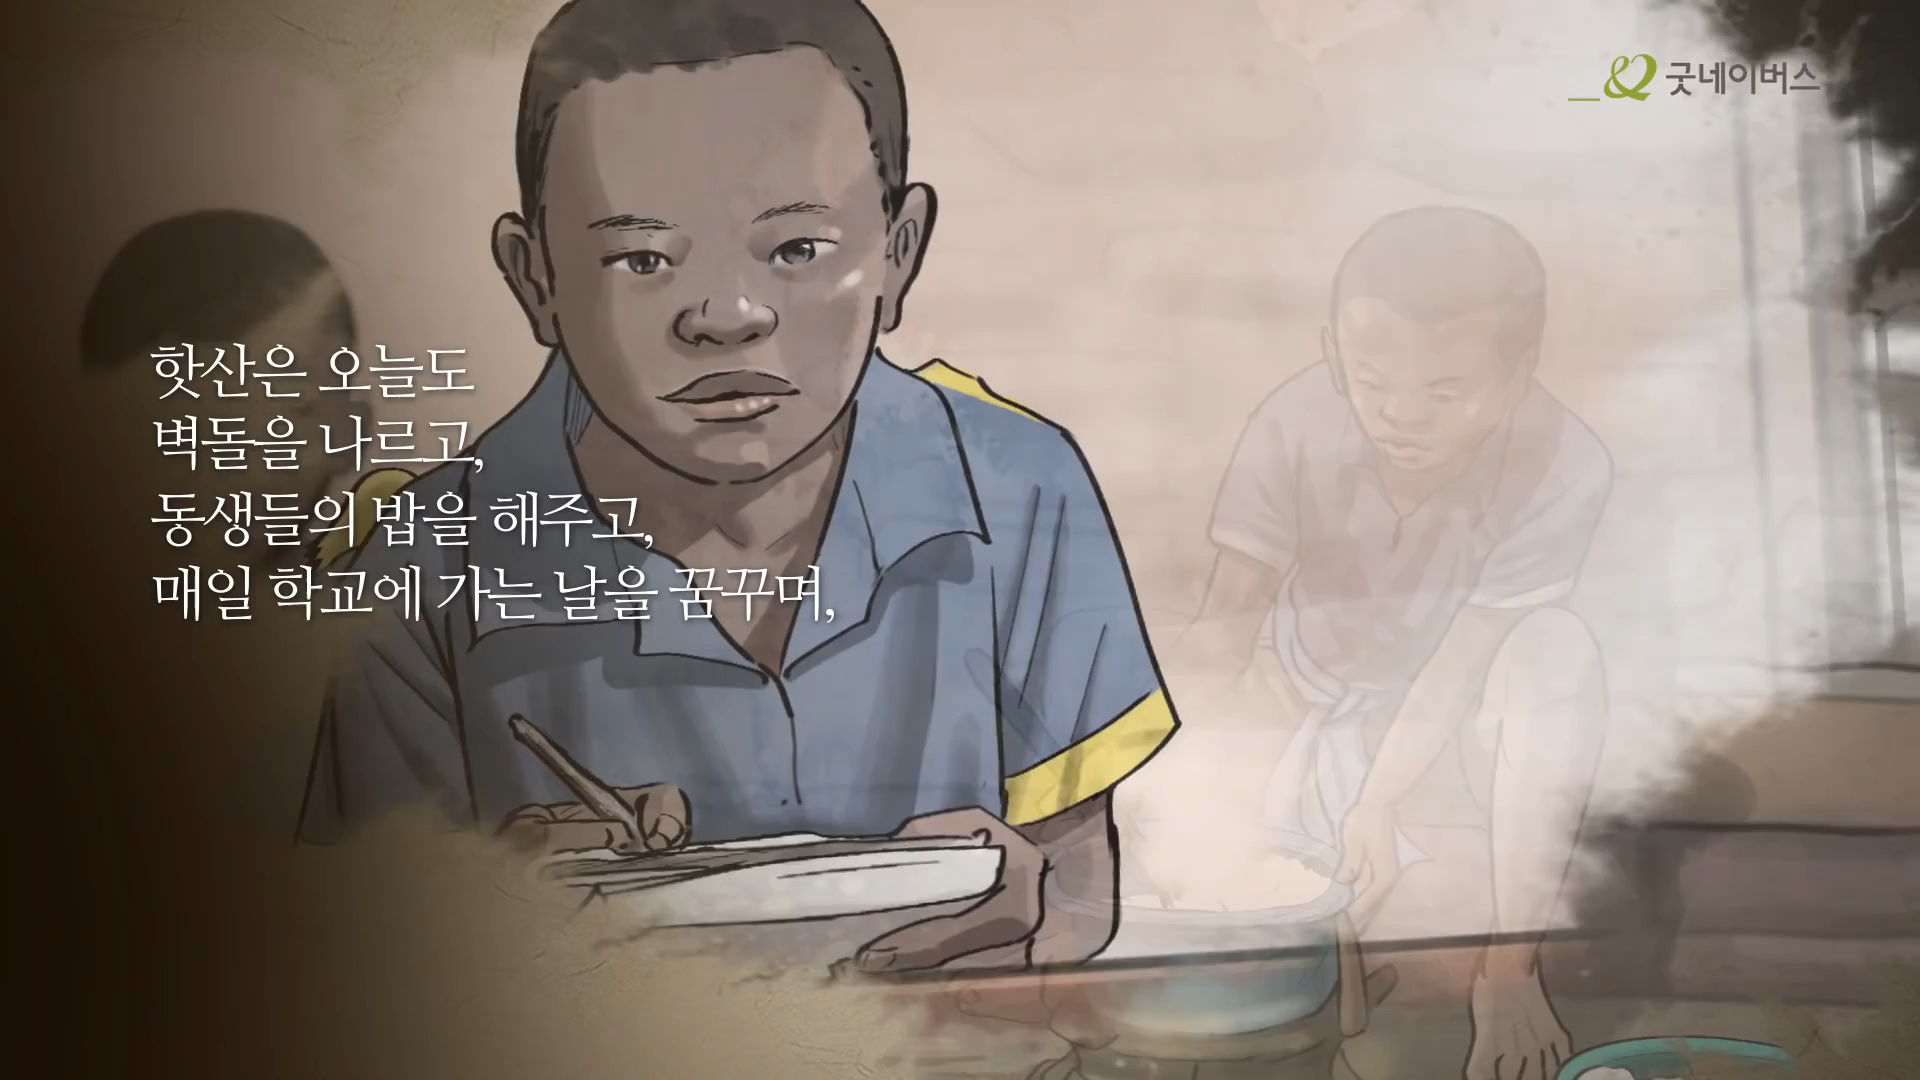 굿네이버스
핫산은 오늘도
벽돌을 나르고,
동생들의 밥을 해주고,
매일 학교에 가는 날을 꿈꾸며,